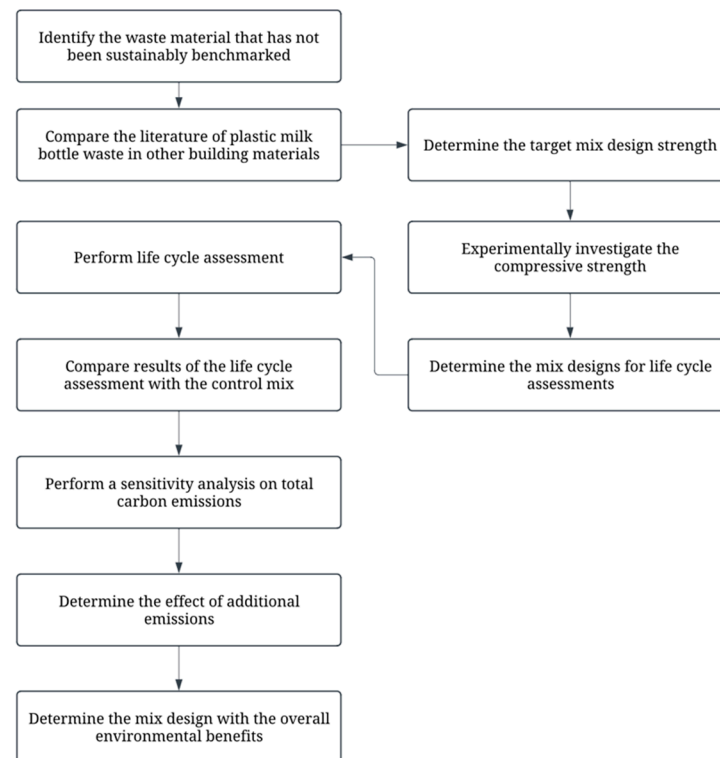 Identify the waste material that has not
been sustainably benchmarked
Compare the literature of plastic milk
bottle waste in other building materials
Determine the target mix design strength
Experimentally investigate the
compressive strength
Determine the mix designs for life cycle
assessments
Perform life cycle assessment
Compare results of the life cycle
assessment with the control mix
Perform a sensitivity analysis on total
carbon emissions
Determine the effect of additional
emissions
Determine the mix design with the overall
environmental benefits